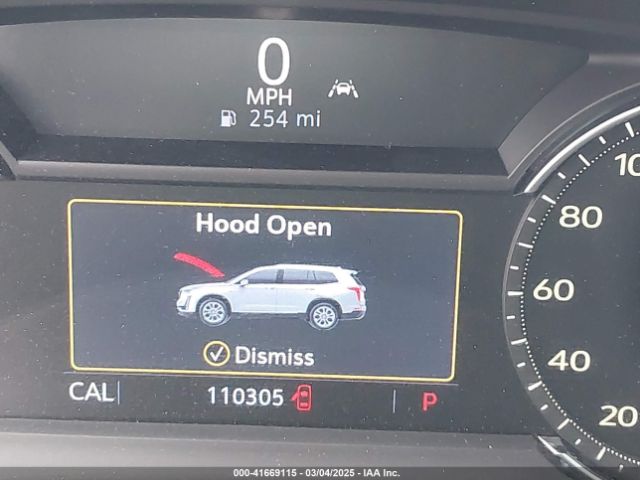 0
MPH
254 mi
Hood Open
Dismiss
CAL
110305
P
80
60
40
20
000-41669115 - 03/04/2025 - IAA Inc.